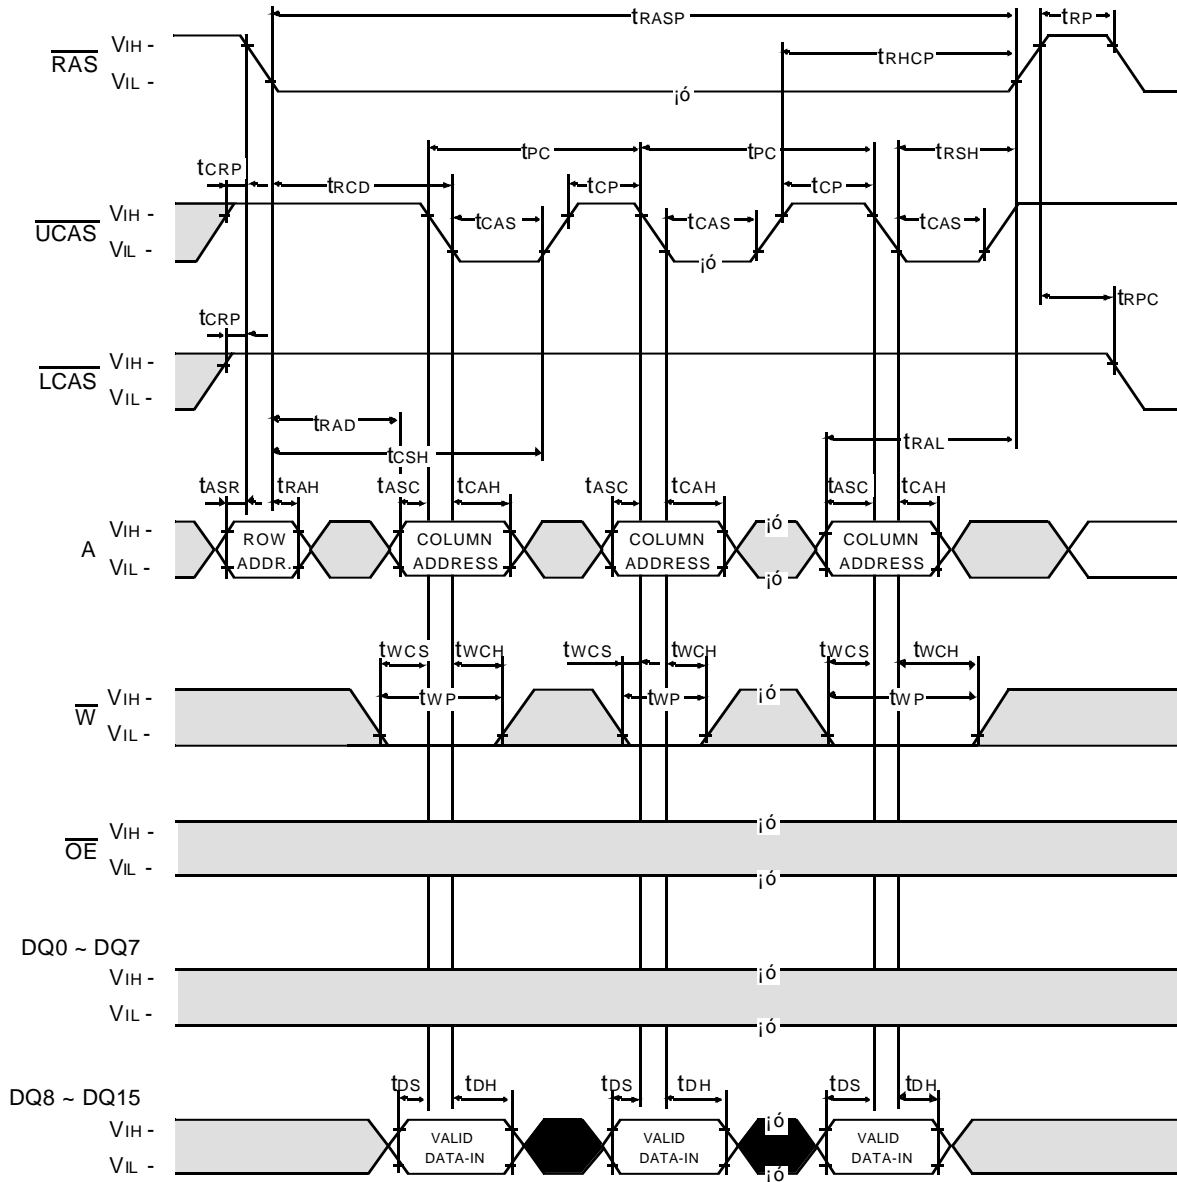 tRASP
tRP
RAS
VIH -
VIL -
tRHCP
¡ó
tCRP
tRCD
tPC
tCP
tPC
tCP
tRSH
UCAS
VIH -
VIL -
tCAS
tCAS
tCAS
¡ó
tRPC
tCRP
LCAS
VIH -
VIL -
tRAD
tCSH
tRAL
tASR
tRAH
tASC
tCAH
tASC
tCAH
tASC
tCAH
A
VIH -
VIL -
ROW
ADDR.
COLUMN
ADDRESS
COLUMN
ADDRESS
¡ó
¡ó
COLUMN
ADDRESS
tWCS
tWCH
tWCS
tWCH
tWCS
tWCH
W
VIH -
VIL -
tWP
tWP
¡ó
tWP
OE
VIH -
VIL -
¡ó
¡ó
DQ0 ~ DQ7
VIH -
VIL -
¡ó
¡ó
DQ8 ~ DQ15
VIH -
VIL -
tDS
tDH
tDS
tDH
tDS
tDH
VALID
DATA-IN
VALID
DATA-IN
¡ó
¡ó
VALID
DATA-IN